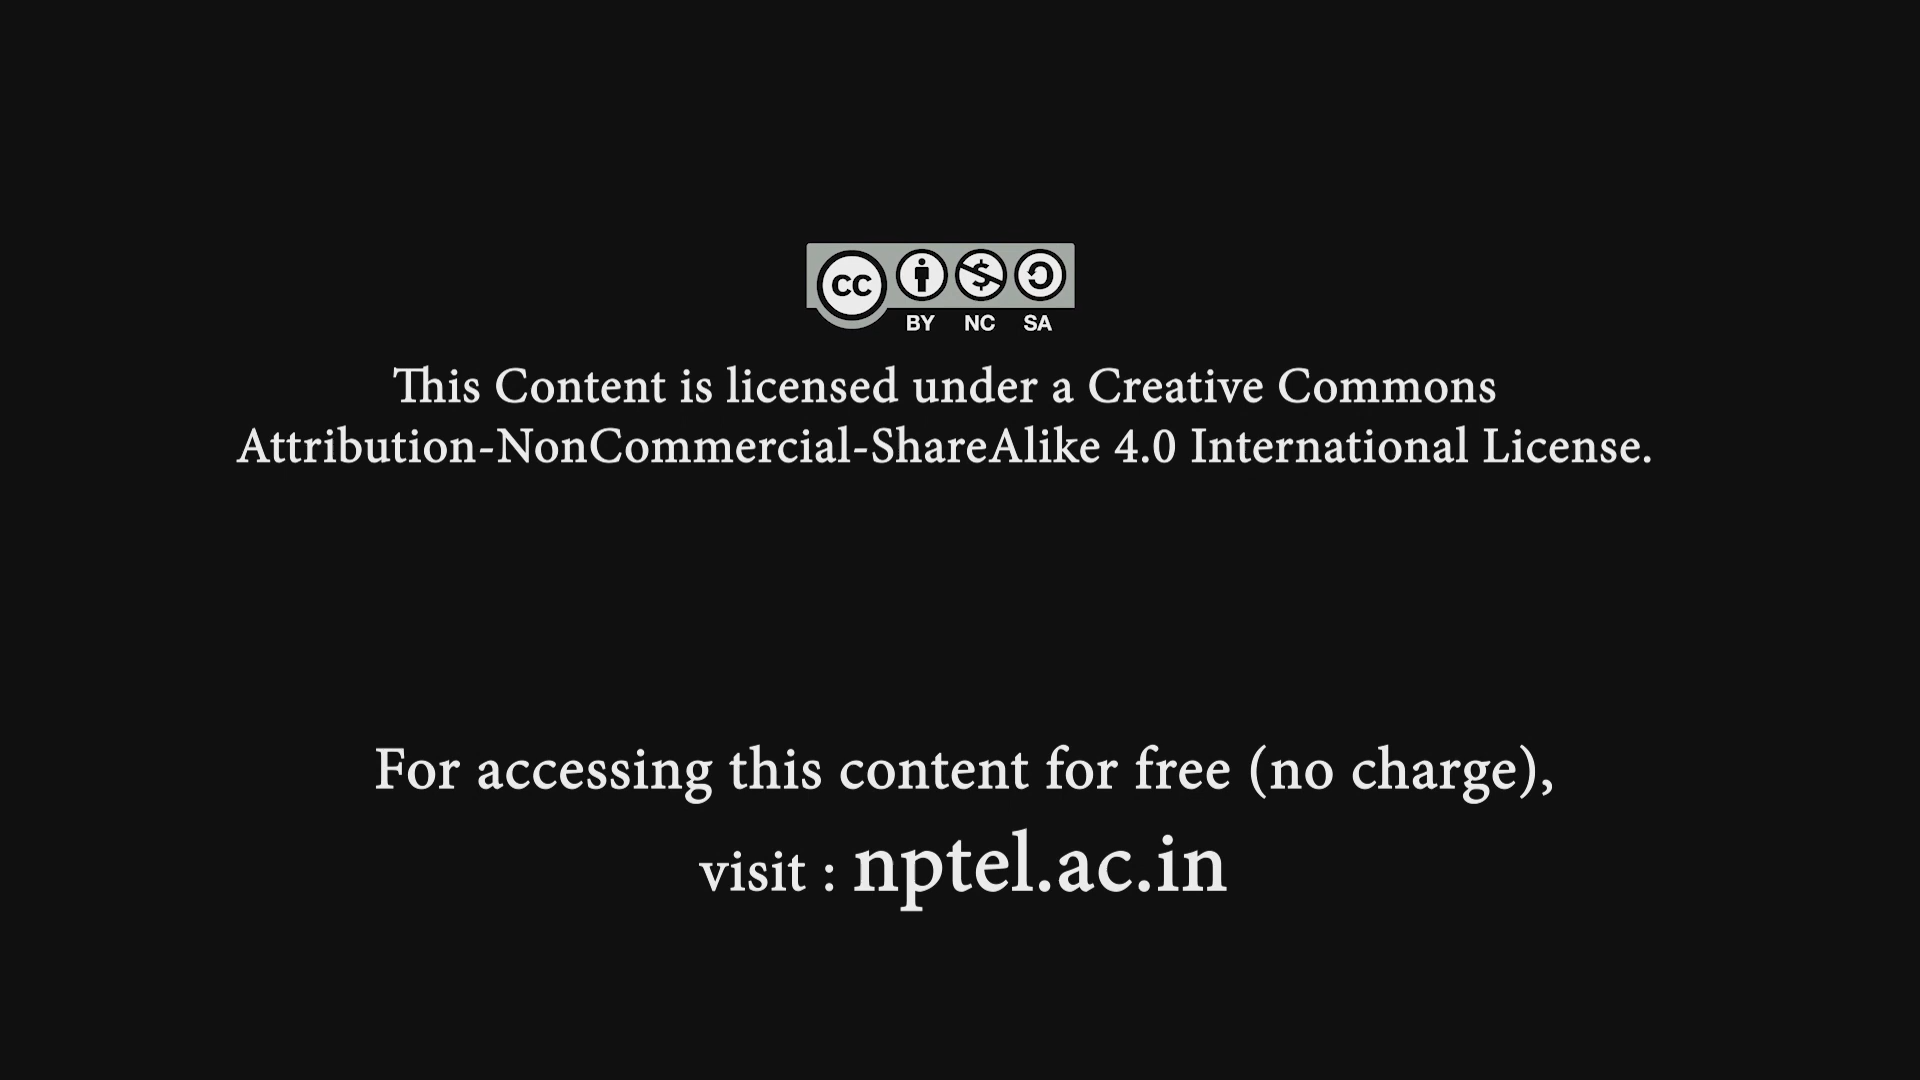 cc
BY NC SA
This Content is licensed under a Creative Commons
Attribution-NonCommercial-ShareAlike 4.0 International License.
For accessing this content for free (no charge),
visit : nptel.ac.in